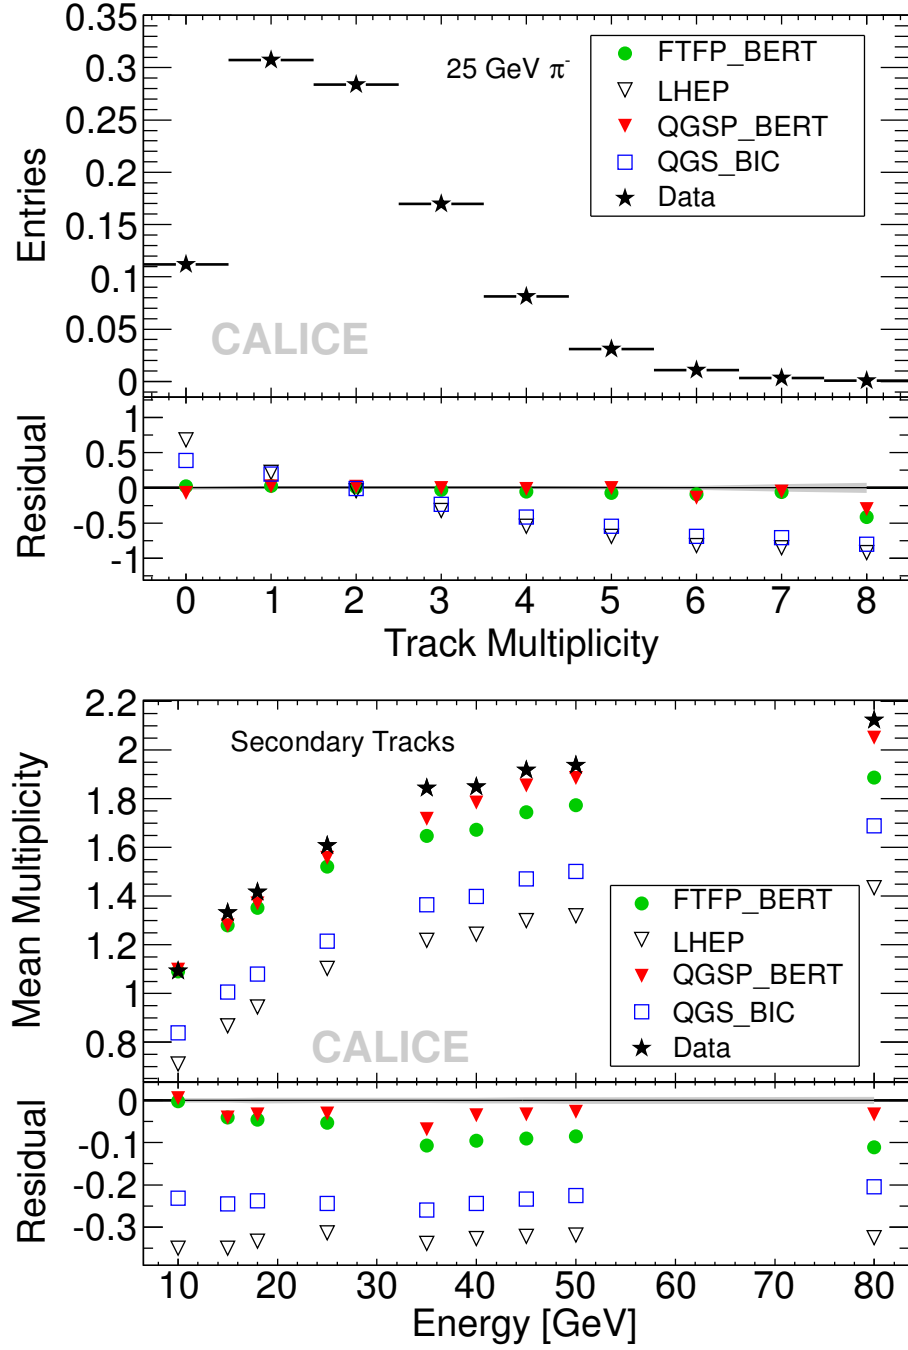 0.35
0.3
0.25
0.2
0.15
0.1
0.05
0
Entries
25 GeV π-
FTFP_BERT
LHEP
QGSP_BERT
QGS_BIC
Data
CALICE
1
0.5
0
-0.5
-1
Residual
0 1 2 3 4 5 6 7 8
Track Multiplicity
2.2
2
1.8
1.6
1.4
1.2
1
0.8
Mean Multiplicity
Secondary Tracks
FTFP_BERT
LHEP
QGSP_BERT
QGS_BIC
Data
CALICE
0
-0.1
-0.2
-0.3
Residual
10 20 30 40 50 60 70 80
Energy [GeV]